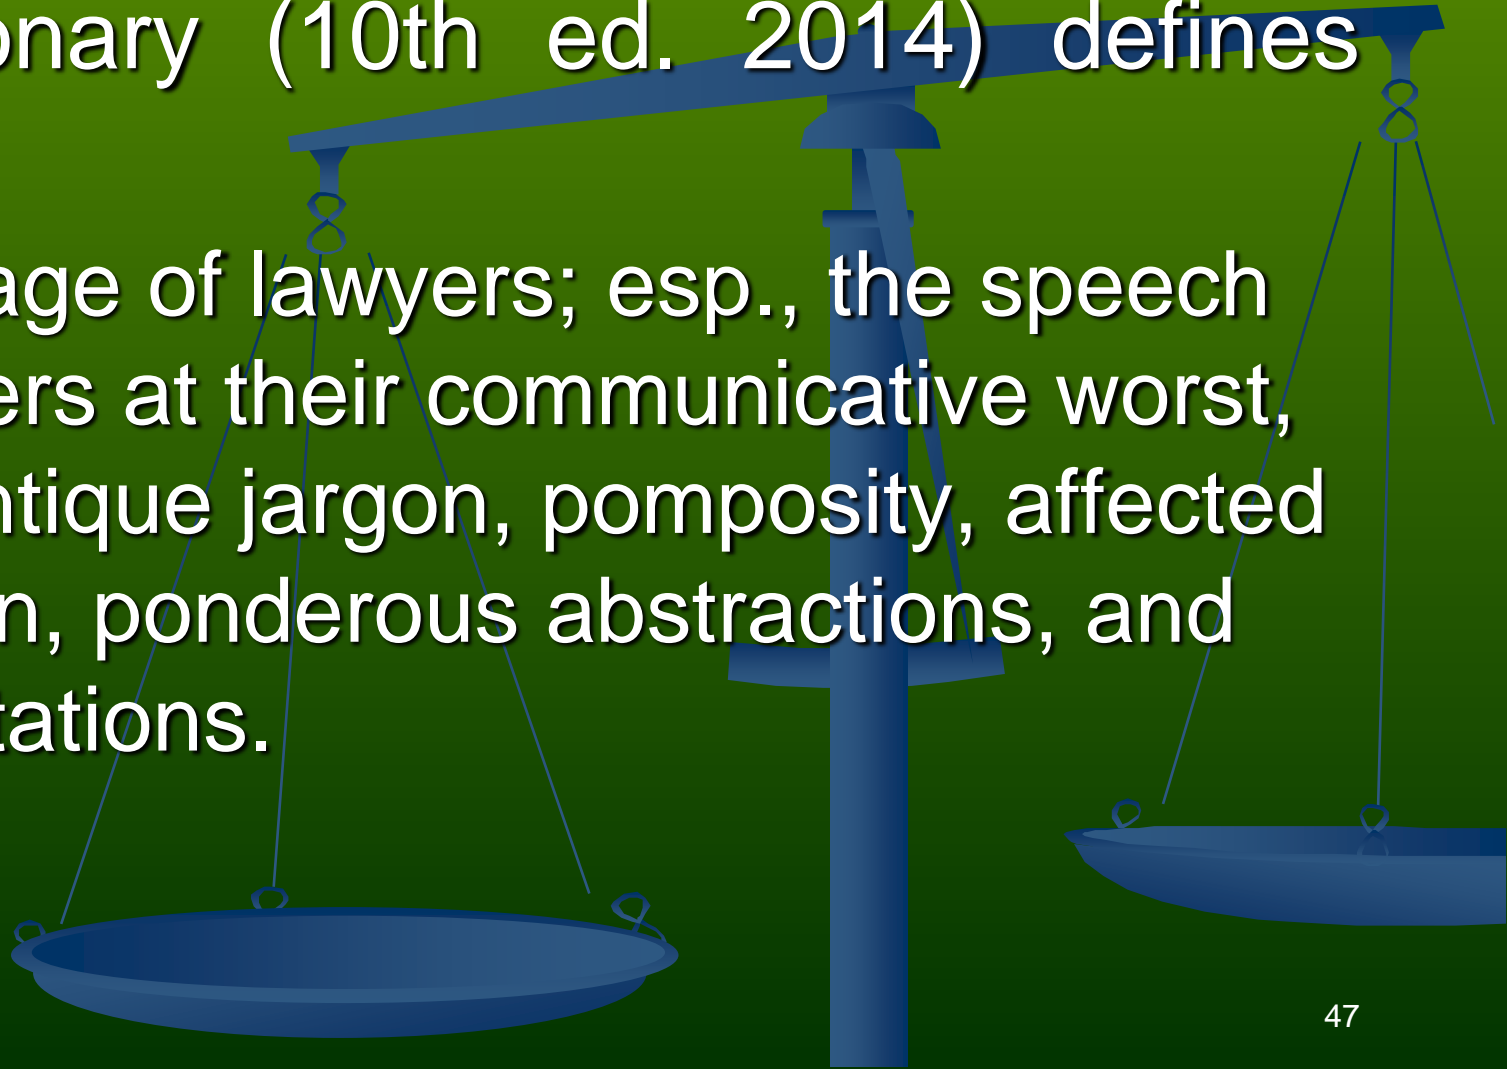 onary (10th ed. 2014) defines
age of lawyers; esp., the speech
ers at their communicative worst,
ntique jargon, pomposity, affected
n, ponderous abstractions, and
tations.
47